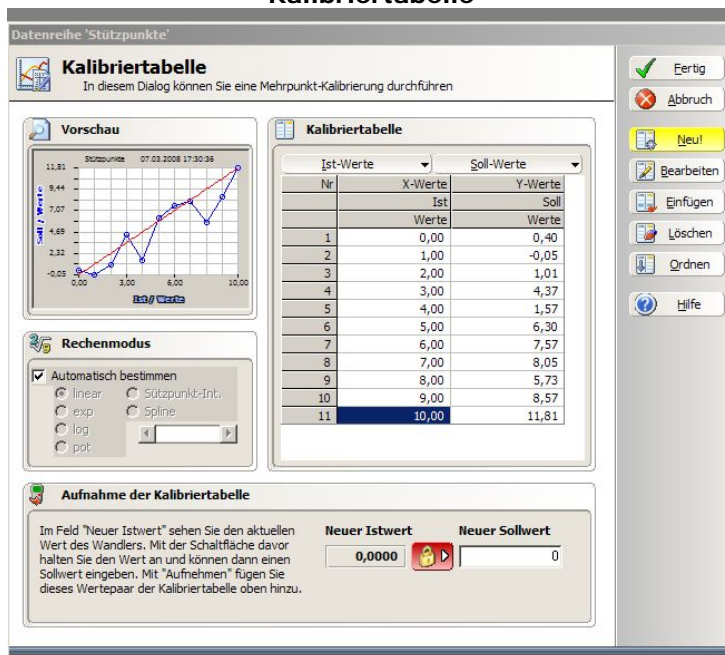 Kalibriertabelle
Datenreihe 'Stützpunkte'
Kalibriertabelle
In diesem Dialog können Sie eine Mehrpunkt-Kalibrierung durchführen
Vorschau
Stützpunkte 07.03.2008 17:30:36
11,81
9,44
7,07
4,69
2,32
-0,05
Soll / Werte
0,00 3,00 6,00 10,00
Ist / Werte
Rechenmodus
Automatisch bestimmen
linear Sützpunkt-Int.
exp Spline
log
pot
Kalibriertabelle
Ist-Werte Soll-Werte
Nr X-Werte Y-Werte
Ist Soll
Werte Werte
1 0,00 0,40
2 1,00 -0,05
3 2,00 1,01
4 3,00 4,37
5 4,00 1,57
6 5,00 6,30
7 6,00 7,57
8 7,00 8,05
9 8,00 5,73
10 9,00 8,57
11 10,00 11,81
Aufnahme der Kalibriertabelle
Im Feld "Neuer Istwert" sehen Sie den aktuellen
Wert des Wandlers. Mit der Schaltfläche davor
halten Sie den Wert an und können dann einen
Sollwert eingeben. Mit "Aufnehmen" fügen Sie
dieses Wertepaar der Kalibriertabelle oben hinzu.
Neuer Istwert Neuer Sollwert
0,0000 0
Fertig
Abbruch
Neu!
Bearbeiten
Einfügen
Löschen
Ordnen
Hilfe